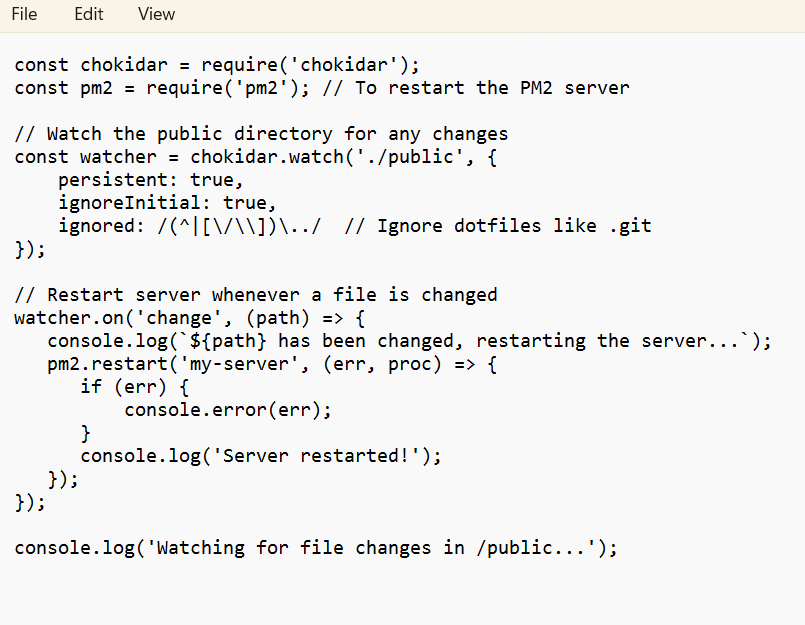 File Edit View
const chokidar = require('chokidar');
const pm2 = require('pm2'); // To restart the PM2 server
// Watch the public directory for any changes
const watcher = chokidar.watch('./public', {
persistent: true,
ignoreInitial: true,
ignored: /(^|[\/\\])\../ // Ignore dotfiles like .git
});
// Restart server whenever a file is changed
watcher.on('change', (path) => {
console.log(`${path} has been changed, restarting the server...`);
pm2.restart('my-server', (err, proc) => {
if (err) {
console.error(err);
}
console.log('Server restarted!');
});
});
console.log('Watching for file changes in /public...');